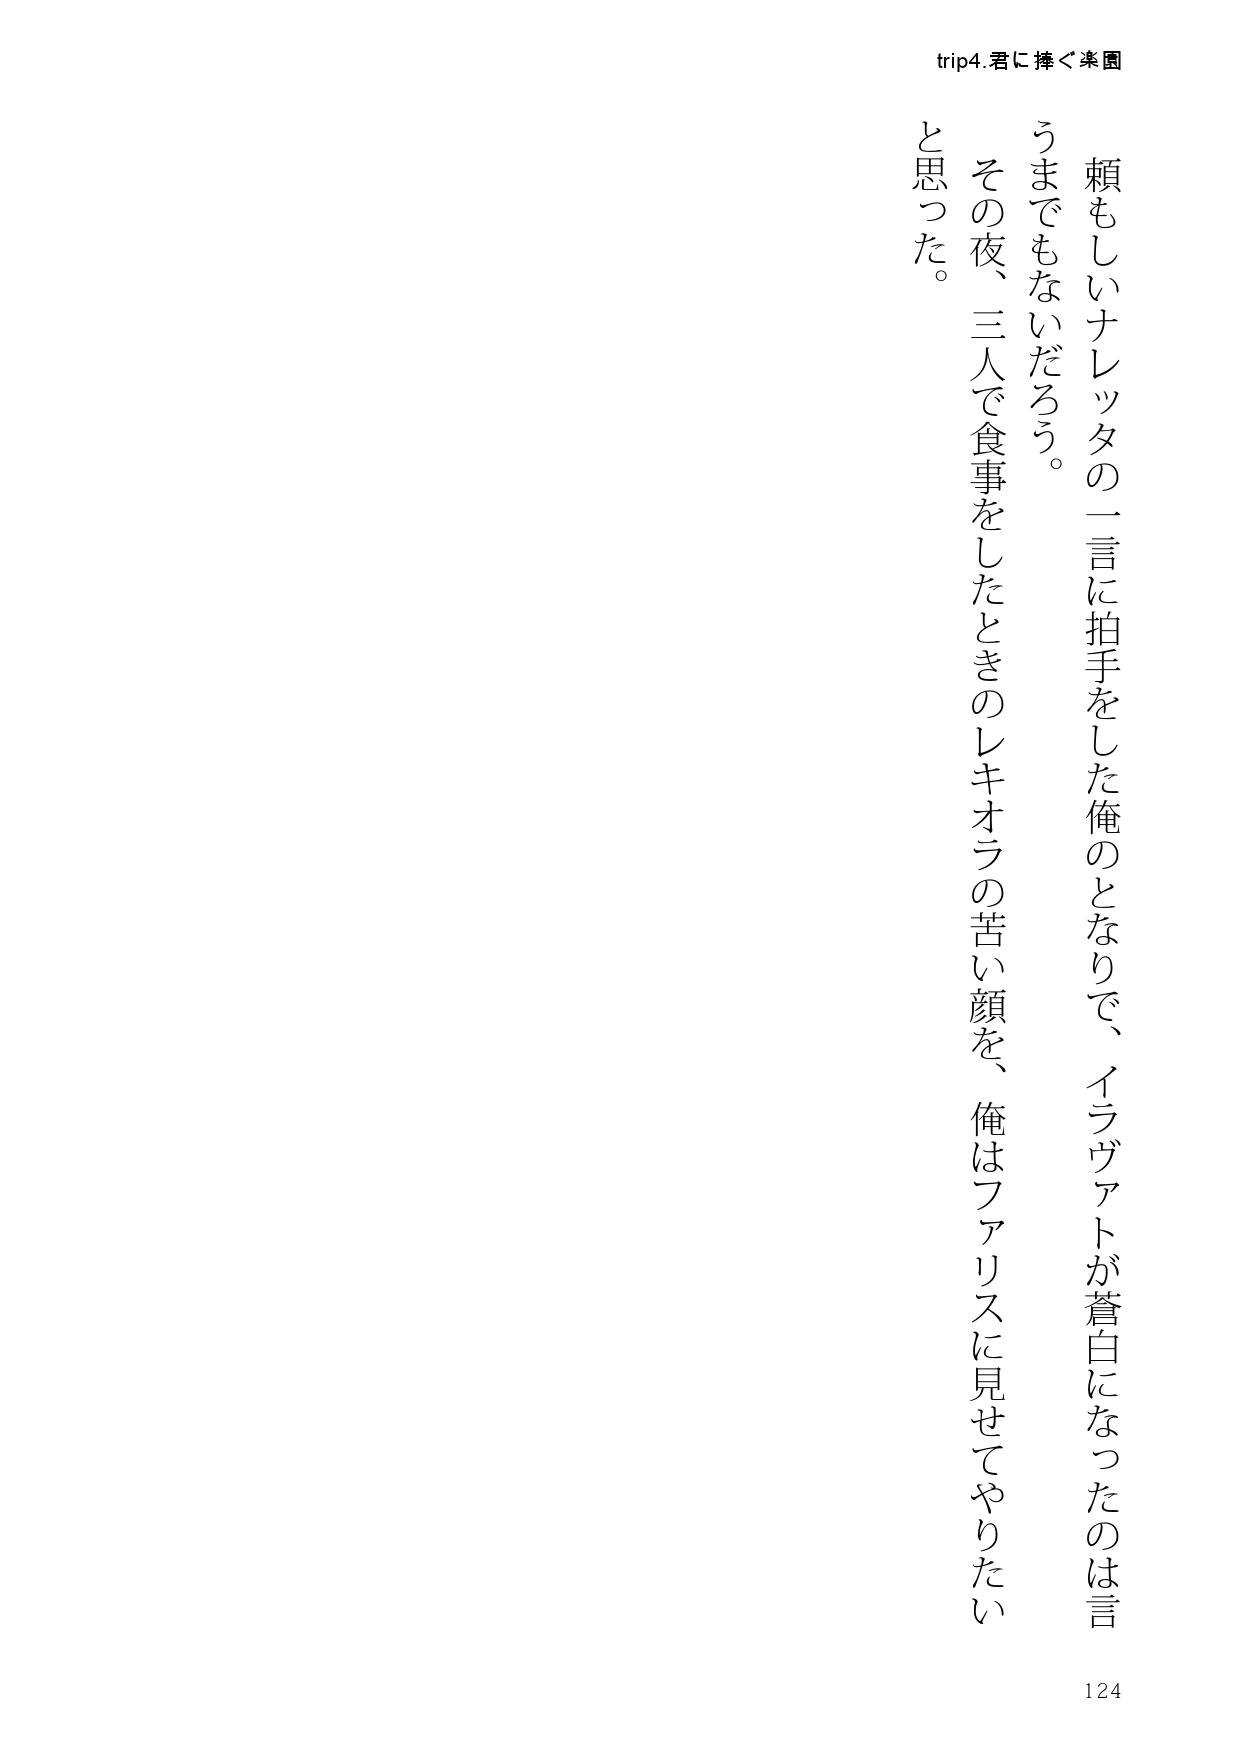 trip4.君に捧ぐ楽園
頼もしいナレッタの一言に拍手をした俺のとなりで、イラヴァトが蒼白になったのは言
うまでもないだろう。
その夜、三人で食事をしたときのレキオラの苦い顔を、俺はファリスに見せてやりたい
と思った。
124